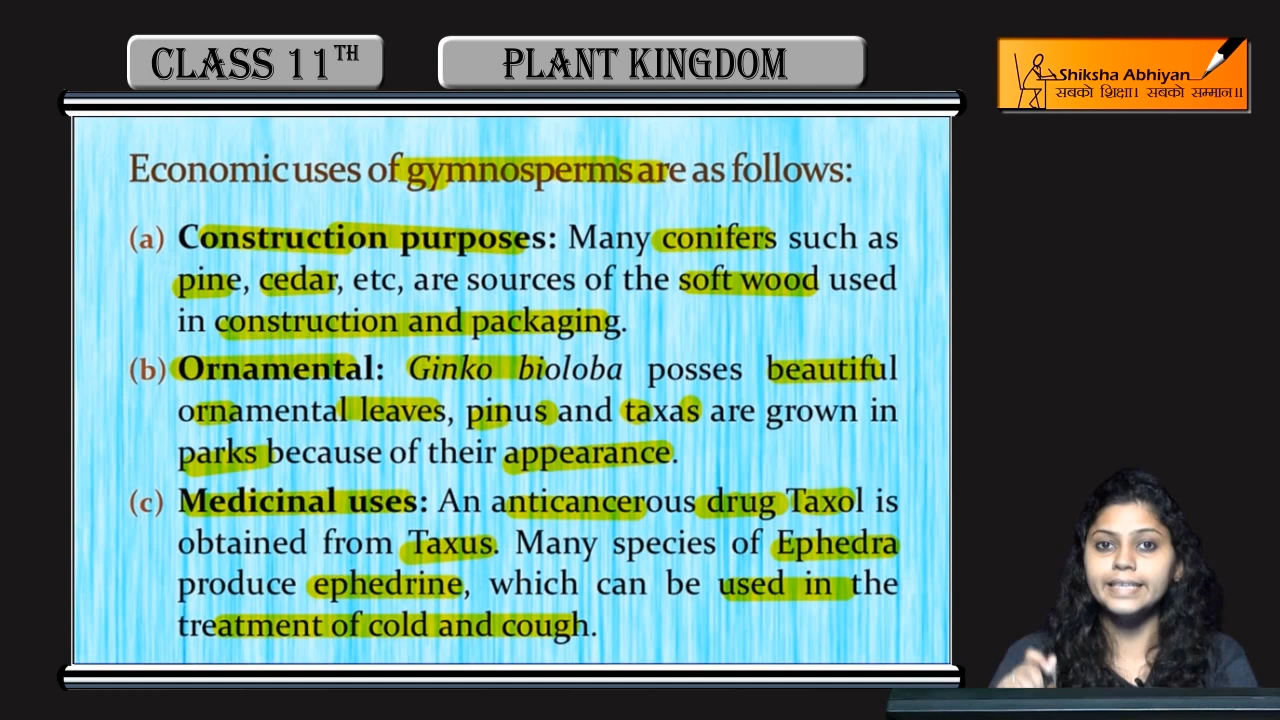 CLASS 11TH
PLANT KINGDOM
Shiksha Abhiyan
सबको शिक्षा। सबको सम्मान॥
Economic uses of gymnosperms are as follows:
(a) Construction purposes: Many conifers such as
pine, cedar, etc, are sources of the soft wood used
in construction and packaging.
(b) Ornamental: Ginko bioloba posses beautiful
ornamental leaves, pinus and taxas are grown in
parks because of their appearance.
(c) Medicinal uses: An anticancerous drug Taxol is
obtained from Taxus. Many species of Ephedra
produce ephedrine, which can be used in the
treatment of cold and cough.